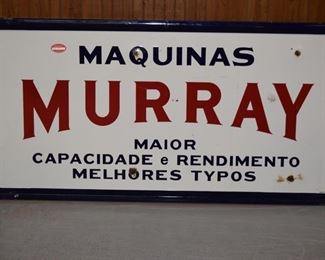 MAQUINAS
MURRAY
MAIOR
CAPACIDADE e RENDIMENTO
MELHORES TYPOS